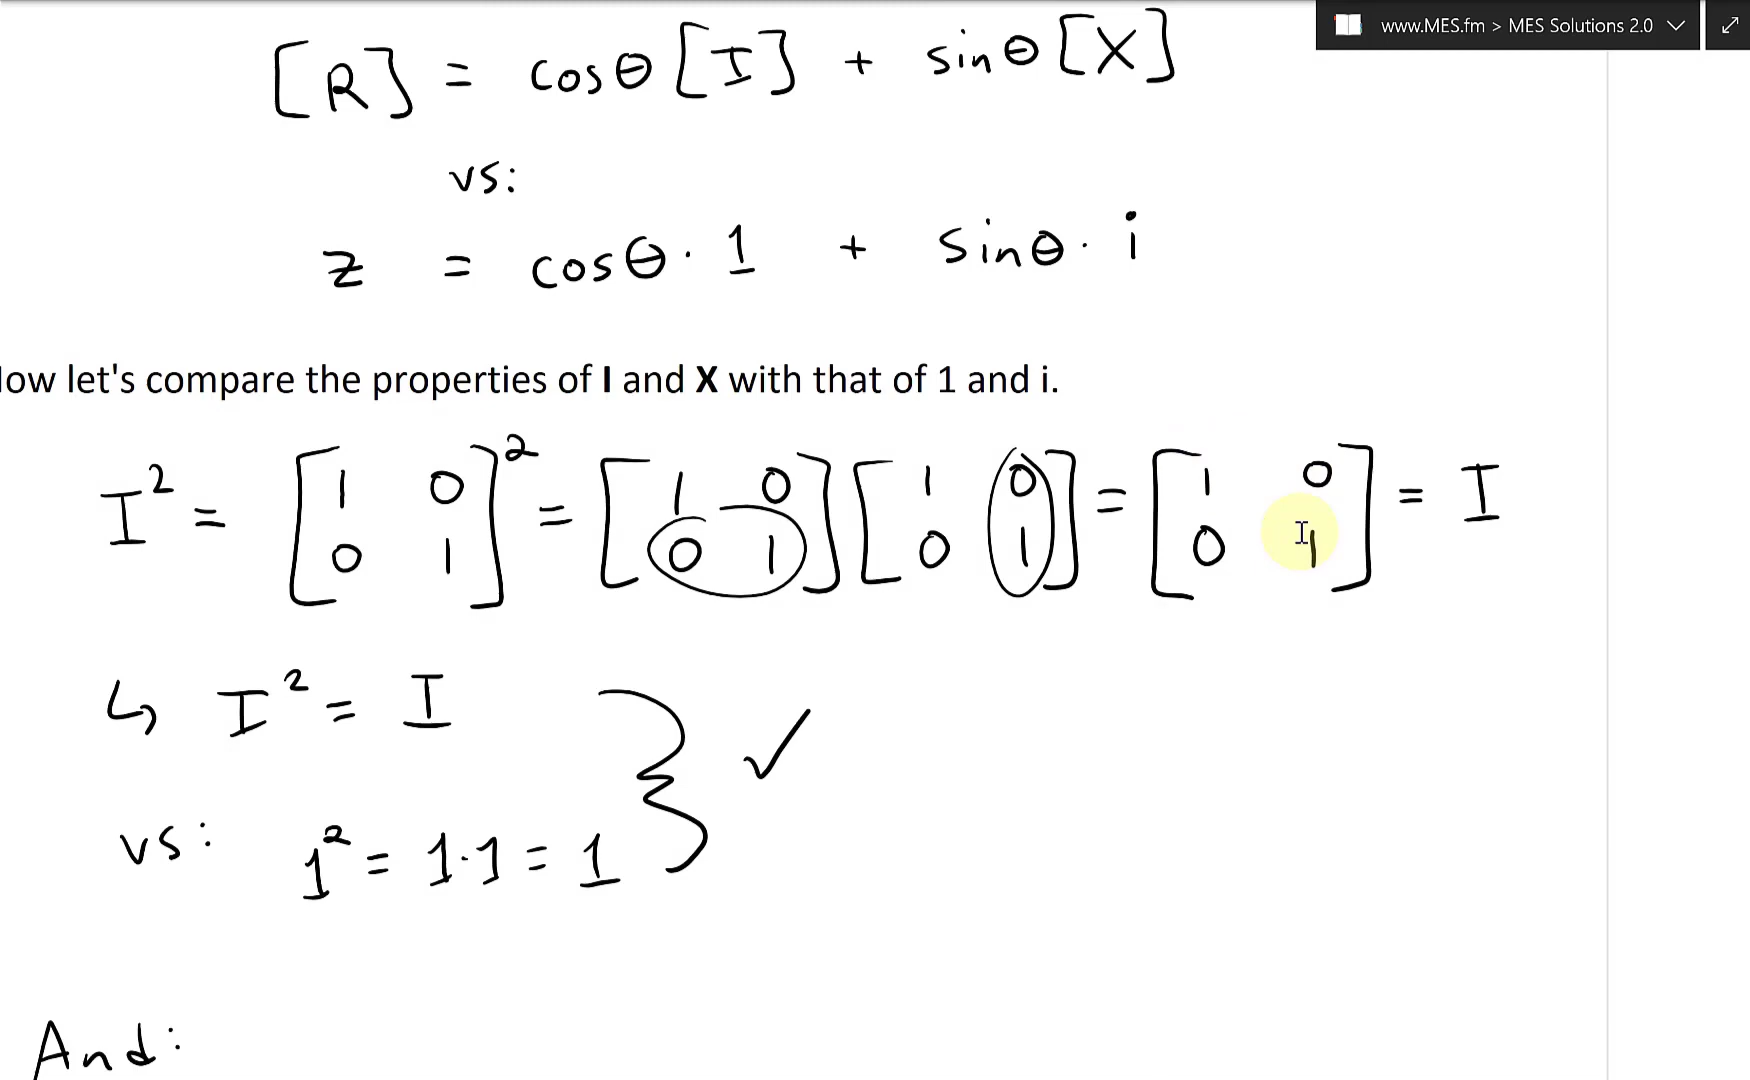 www.MES.fm > MES Solutions 2.0
[R] = cosθ [I] + sinθ [X]
vs:
z = cosθ · 1 + sinθ · i
low let's compare the properties of I and X with that of 1 and i.
I² = [1 0; 0 1]² = [1 0; 0 1] [1 0; 0 1] = [1 0; 0 1] = I
↳ I² = I
vs: 1² = 1·1 = 1 } ✓
And: